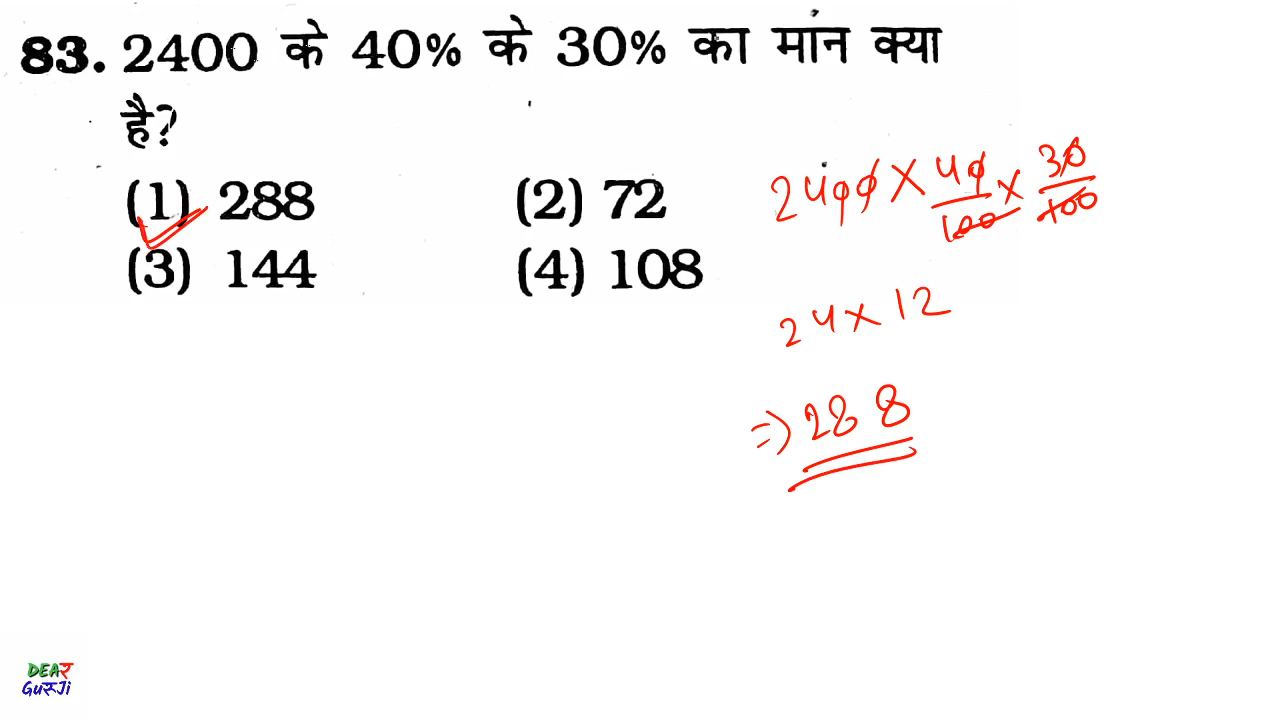 83. 2400 के 40% के 30% का मान क्या
है?
(1) 288 (2) 72
(3) 144 (4) 108
2400 × 40/100 × 30/100
24 × 12
⇒ 288
DEAR
GuruJi